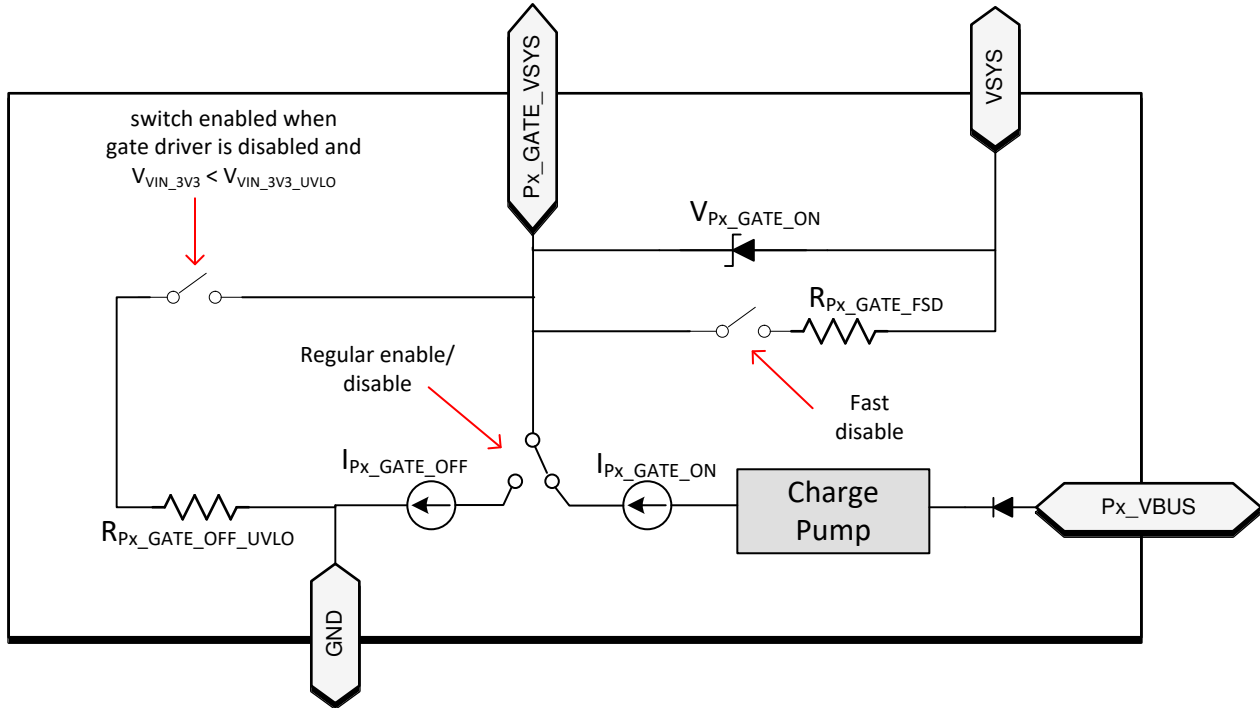 Px_GATE_VSYS
VSYS
switch enabled when
gate driver is disabled and
VVIN_3V3 < VVIN_3V3_UVLO
VPx_GATE_ON
RPx_GATE_FSD
Regular enable/
disable
Fast
disable
IPx_GATE_OFF
IPx_GATE_ON
Charge
Pump
Px_VBUS
RPx_GATE_OFF_UVLO
GND